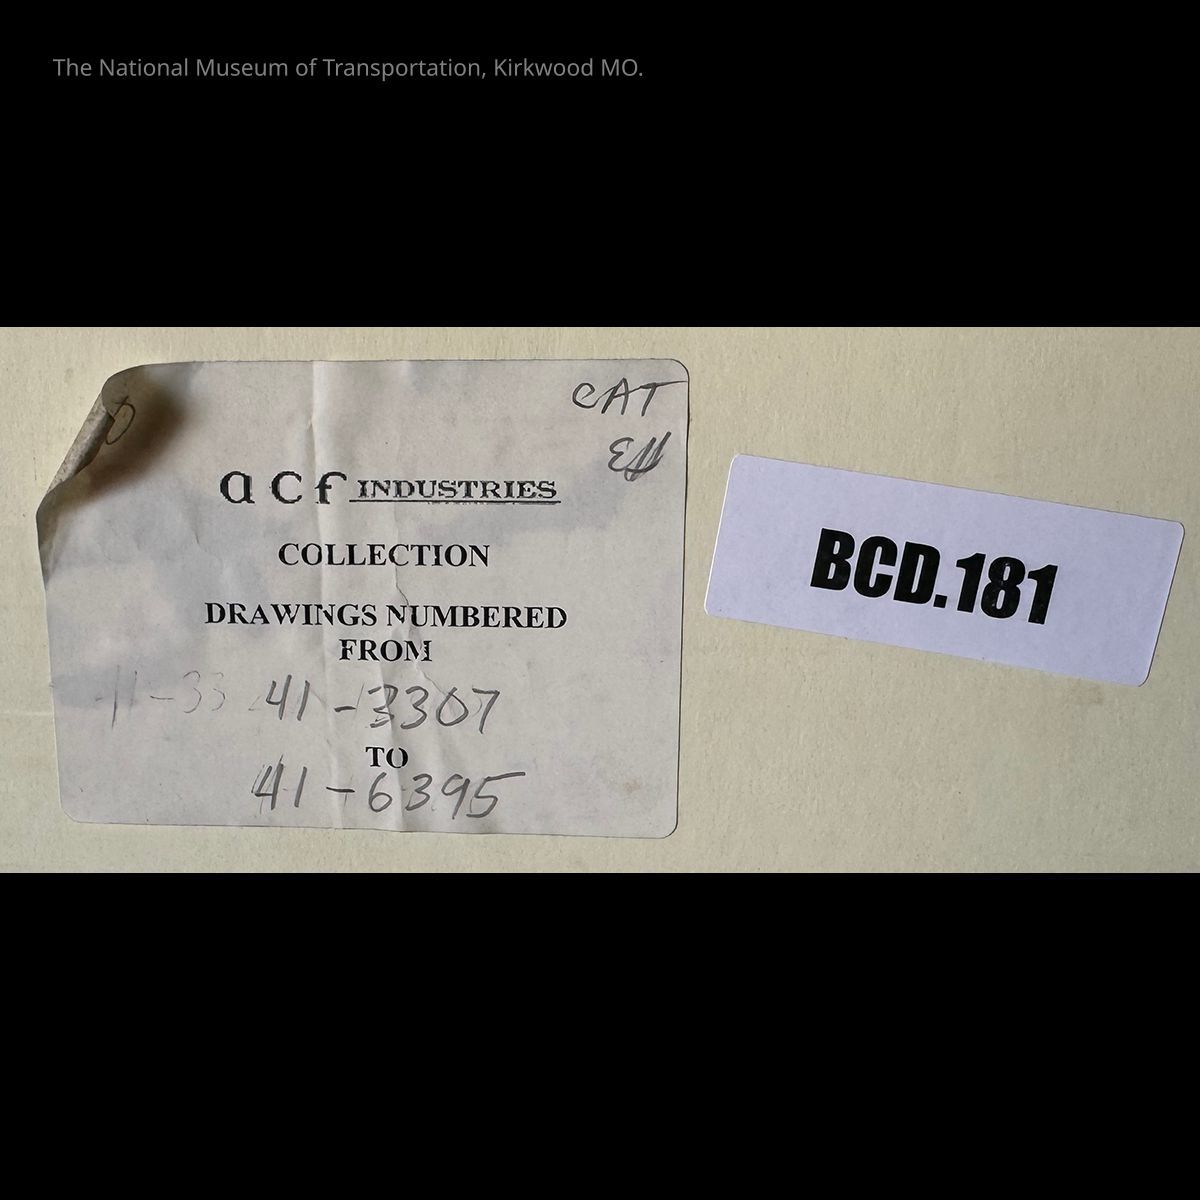 The National Museum of Transportation, Kirkwood MO.
CAT
acf INDUSTRIES
COLLECTION
DRAWINGS NUMBERED
FROM
41-3307
TO
41-6395
BCD.181